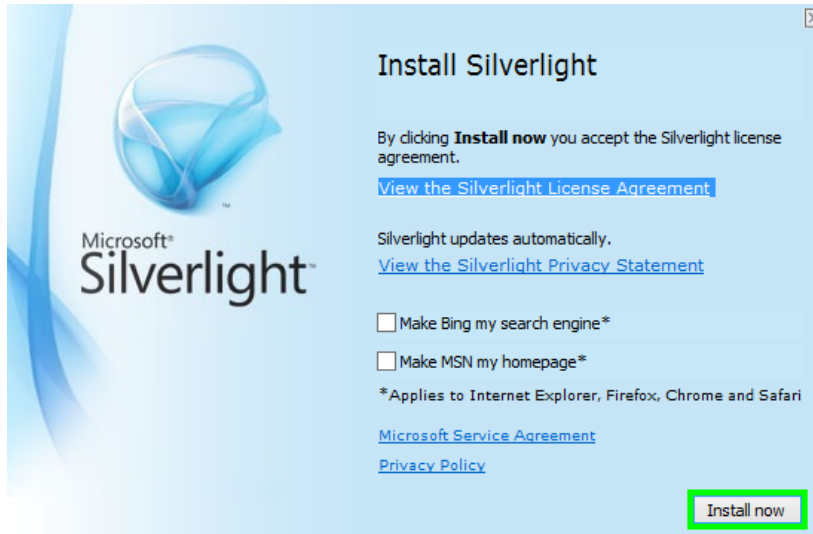 Install Silverlight
By clicking Install now you accept the Silverlight license
agreement.
View the Silverlight License Agreement
Microsoft®
Silverlight™
Silverlight updates automatically.
View the Silverlight Privacy Statement
Make Bing my search engine*
Make MSN my homepage*
*Applies to Internet Explorer, Firefox, Chrome and Safari
Microsoft Service Agreement
Privacy Policy
Install now